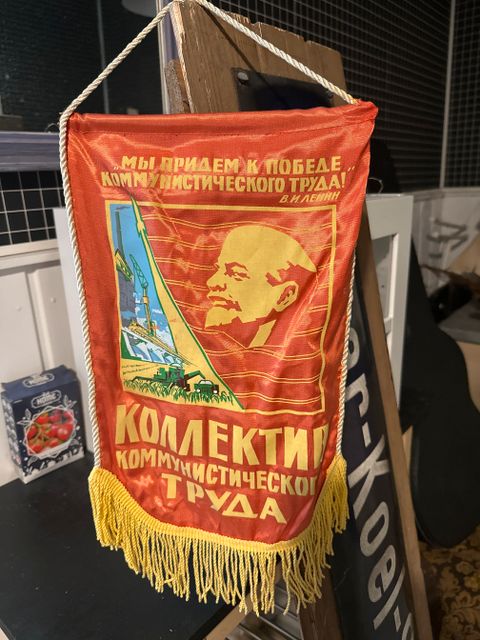 „МЫ ПРИДЕМ К ПОБЕДЕ
КОММУНИСТИЧЕСКОГО ТРУДА!"
В.И.ЛЕНИН
КОЛЛЕКТИВ
КОММУНИСТИЧЕСКОГО
ТРУДА